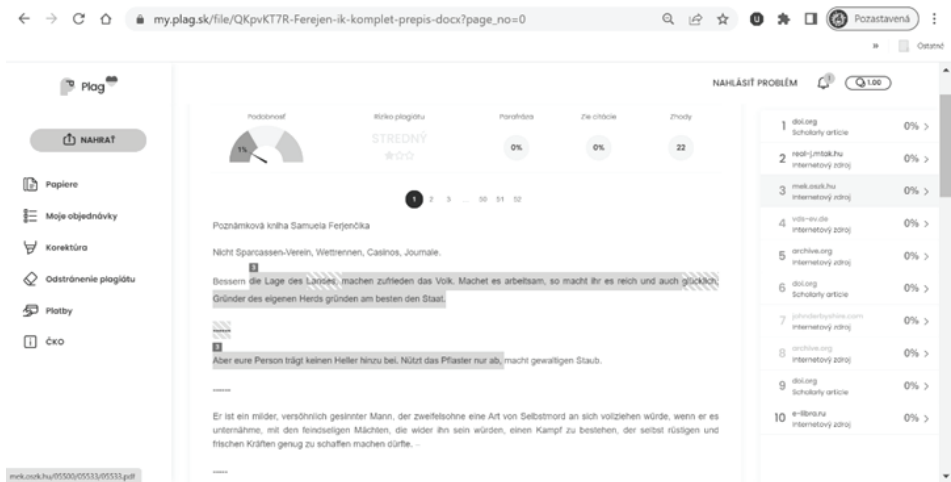 my.plag.sk/file/QKpvKT7R-Ferejen-ik-komplet-prepis-docx?page_no=0
Pozastavená
»
Ostatné
Plag
NAHLÁSIŤ PROBLÉM
1
1.00
NAHRAŤ
Papiere
Moje objednávky
Korektúra
Odstránenie plagiátu
Platby
ČKO
Podobnosť
Riziko plagiátu
Parafráza
Zle citácie
Zhody
1%
STREDNÝ
0%
0%
22
1 2 3 ... 50 51 52
Poznámková kniha Samuela Ferjenčíka
Nicht Sparcassen-Verein, Wettrennen, Casinos, Journale.
3
Bessern die Lage des Landes, machen zufrieden das Volk. Machet es arbeitsam, so macht ihr es reich und auch glücklich;
Gründer des eigenen Herds gründen am besten den Staat.
-------
3
Aber eure Person trägt keinen Heller hinzu bei. Nützt das Pflaster nur ab, macht gewaltigen Staub.
-------
Er ist ein milder, versöhnlich gesinnter Mann, der zweifelsohne eine Art von Selbstmord an sich vollziehen würde, wenn er es
unternähme, mit den feindseligen Mächten, die wider ihn sein würden, einen Kampf zu bestehen, der selbst rüstigen und
frischen Kräften genug zu schaffen machen dürfte. -
-------
1 doi.org 0% >
Scholarly article
2 real-j.mtak.hu 0% >
Internetový zdroj
3 mek.oszk.hu 0% >
Internetový zdroj
4 vds-ev.de 0% >
Internetový zdroj
5 archive.org 0% >
Internetový zdroj
6 doi.org 0% >
Scholarly article
7 johnderbyshire.com 0% >
Internetový zdroj
8 archive.org 0% >
Internetový zdroj
9 doi.org 0% >
Scholarly article
10 e-libra.ru 0% >
Internetový zdroj
mek.oszk.hu/05500/05533/05533.pdf